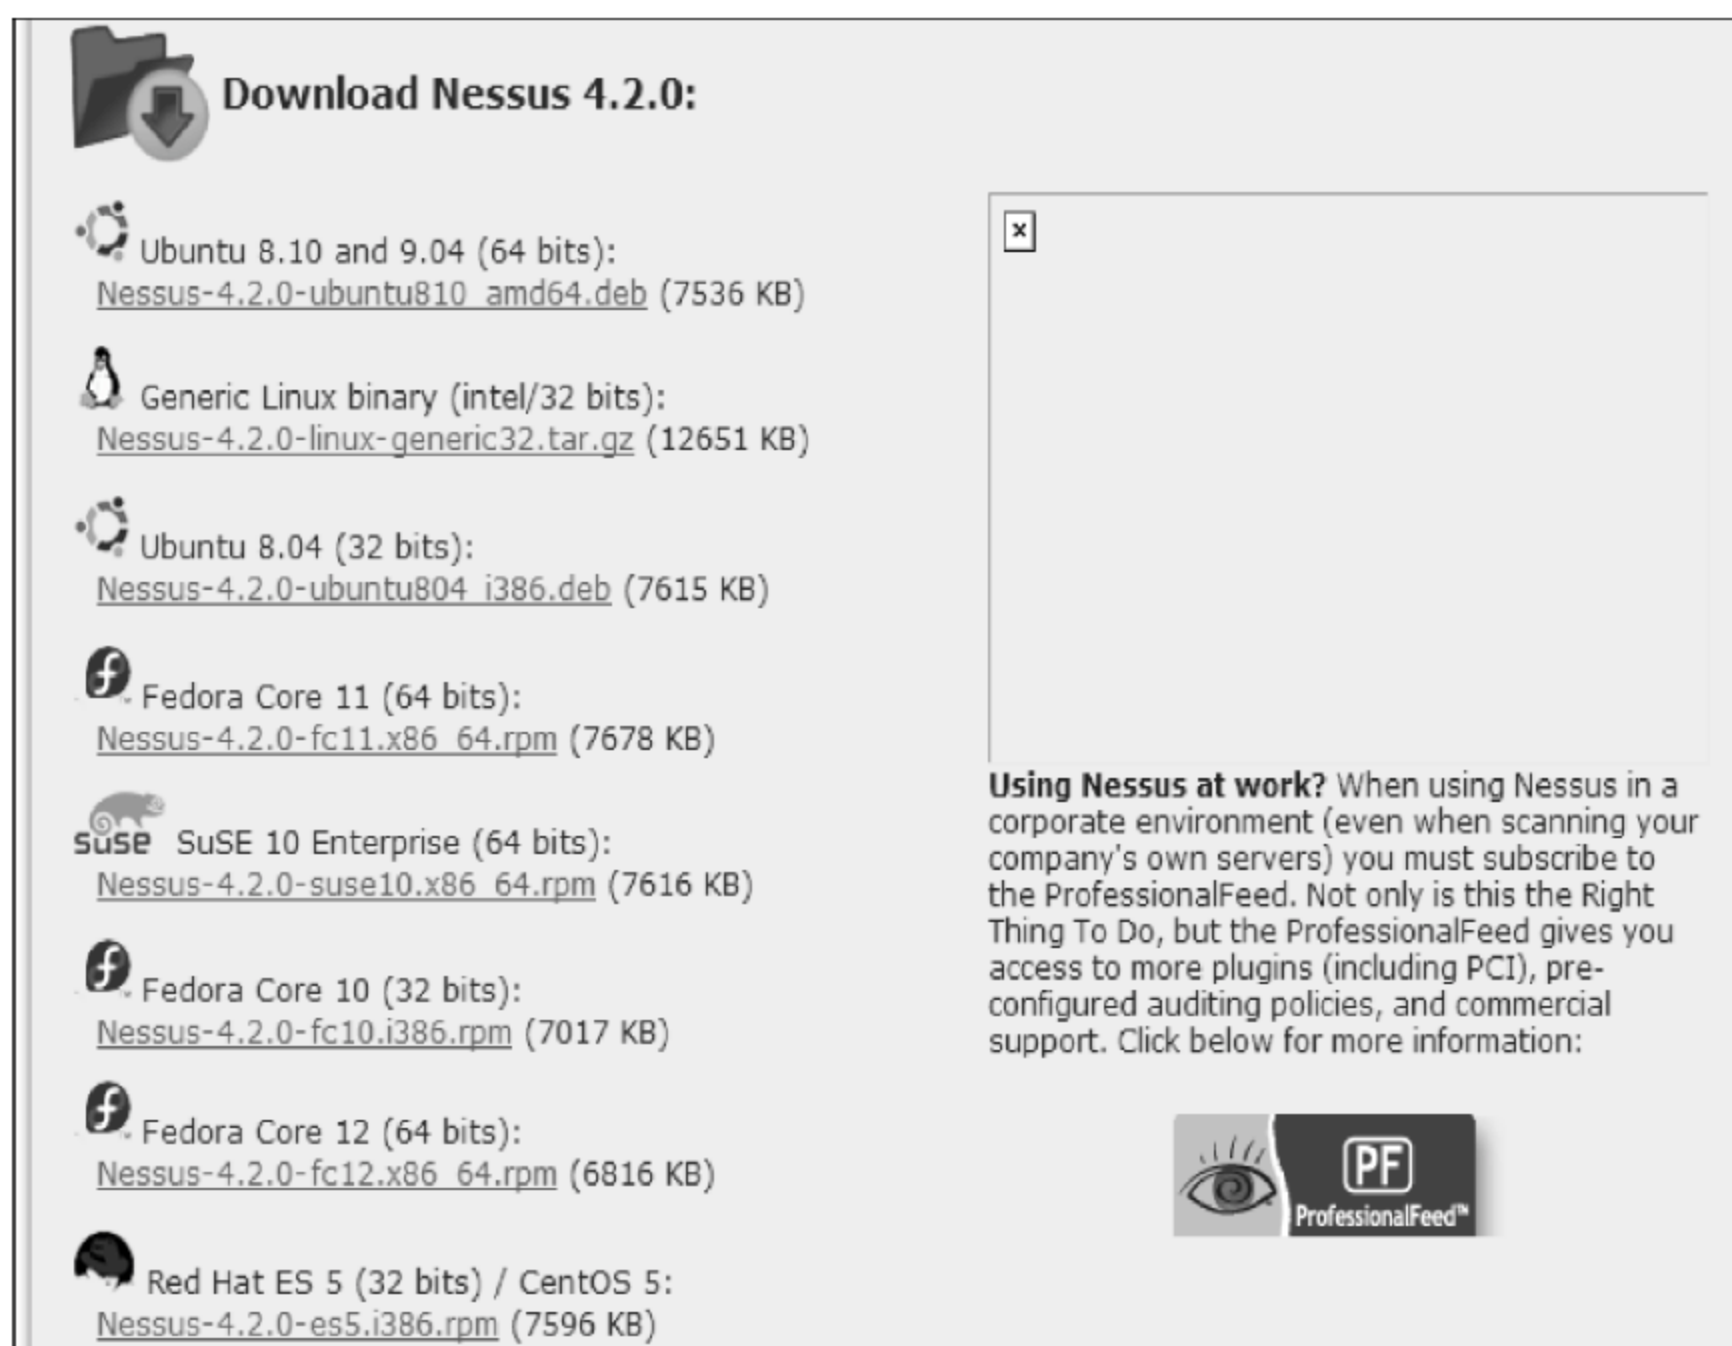 Download Nessus 4.2.0:
Ubuntu 8.10 and 9.04 (64 bits):
Nessus-4.2.0-ubuntu810_amd64.deb (7536 KB)
Generic Linux binary (intel/32 bits):
Nessus-4.2.0-linux-generic32.tar.gz (12651 KB)
Ubuntu 8.04 (32 bits):
Nessus-4.2.0-ubuntu804_i386.deb (7615 KB)
Fedora Core 11 (64 bits):
Nessus-4.2.0-fc11.x86_64.rpm (7678 KB)
suse SuSE 10 Enterprise (64 bits):
Nessus-4.2.0-suse10.x86_64.rpm (7616 KB)
Fedora Core 10 (32 bits):
Nessus-4.2.0-fc10.i386.rpm (7017 KB)
Fedora Core 12 (64 bits):
Nessus-4.2.0-fc12.x86_64.rpm (6816 KB)
Red Hat ES 5 (32 bits) / CentOS 5:
Nessus-4.2.0-es5.i386.rpm (7596 KB)
Using Nessus at work? When using Nessus in a
corporate environment (even when scanning your
company's own servers) you must subscribe to
the ProfessionalFeed. Not only is this the Right
Thing To Do, but the ProfessionalFeed gives you
access to more plugins (including PCI), pre-
configured auditing policies, and commercial
support. Click below for more information:
PF
ProfessionalFeed™